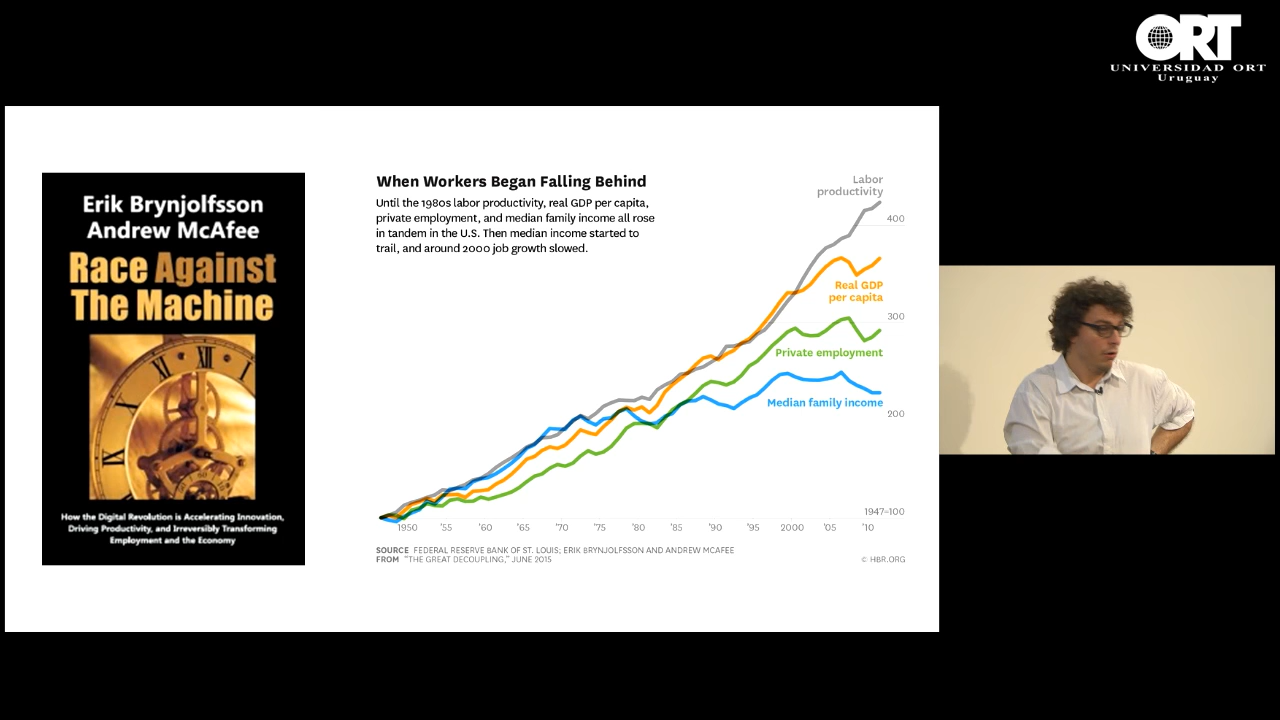 ORT
UNIVERSIDAD ORT
Uruguay
Erik Brynjolfsson
Andrew McAfee
Race Against
The Machine
How the Digital Revolution is Accelerating Innovation,
Driving Productivity, and Irreversibly Transforming
Employment and the Economy
When Workers Began Falling Behind
Until the 1980s labor productivity, real GDP per capita,
private employment, and median family income all rose
in tandem in the U.S. Then median income started to
trail, and around 2000 job growth slowed.
Labor
productivity
400
Real GDP
per capita
300
Private employment
Median family income
200
1947=100
1950 '55 '60 '65 '70 '75 '80 '85 '90 '95 2000 '05 '10
SOURCE FEDERAL RESERVE BANK OF ST. LOUIS; ERIK BRYNJOLFSSON AND ANDREW MCAFEE
FROM "THE GREAT DECOUPLING," JUNE 2015
© HBR.ORG